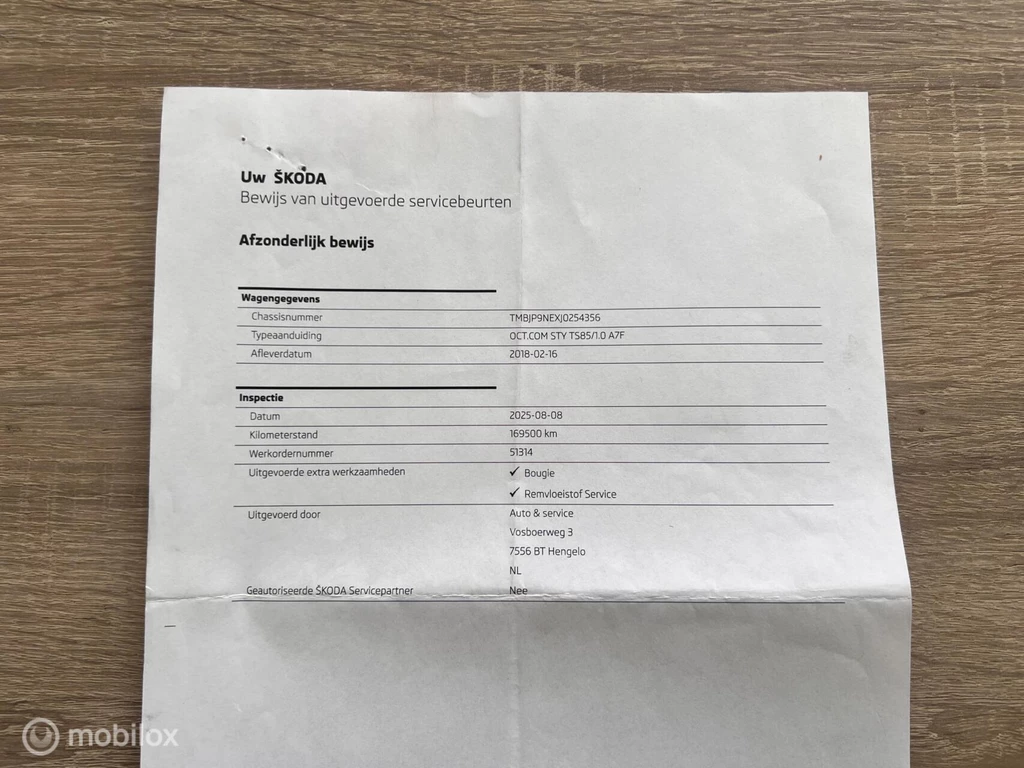 Uw ŠKODA
Bewijs van uitgevoerde servicebeurten
Afzonderlijk bewijs
Wagengegevens
Chassisnummer TMBJP9NEXJ0254356
Typeaanduiding OCT.COM STY TS85/1.0 A7F
Afleverdatum 2018-02-16
Inspectie
Datum 2025-08-08
Kilometerstand 169500 km
Werkordernummer 51314
Uitgevoerde extra werkzaamheden ✓ Bougie
✓ Remvloeistof Service
Uitgevoerd door Auto & service
Vosboerweg 3
7556 BT Hengelo
NL
Geautoriseerde ŠKODA Servicepartner Nee
mobilox